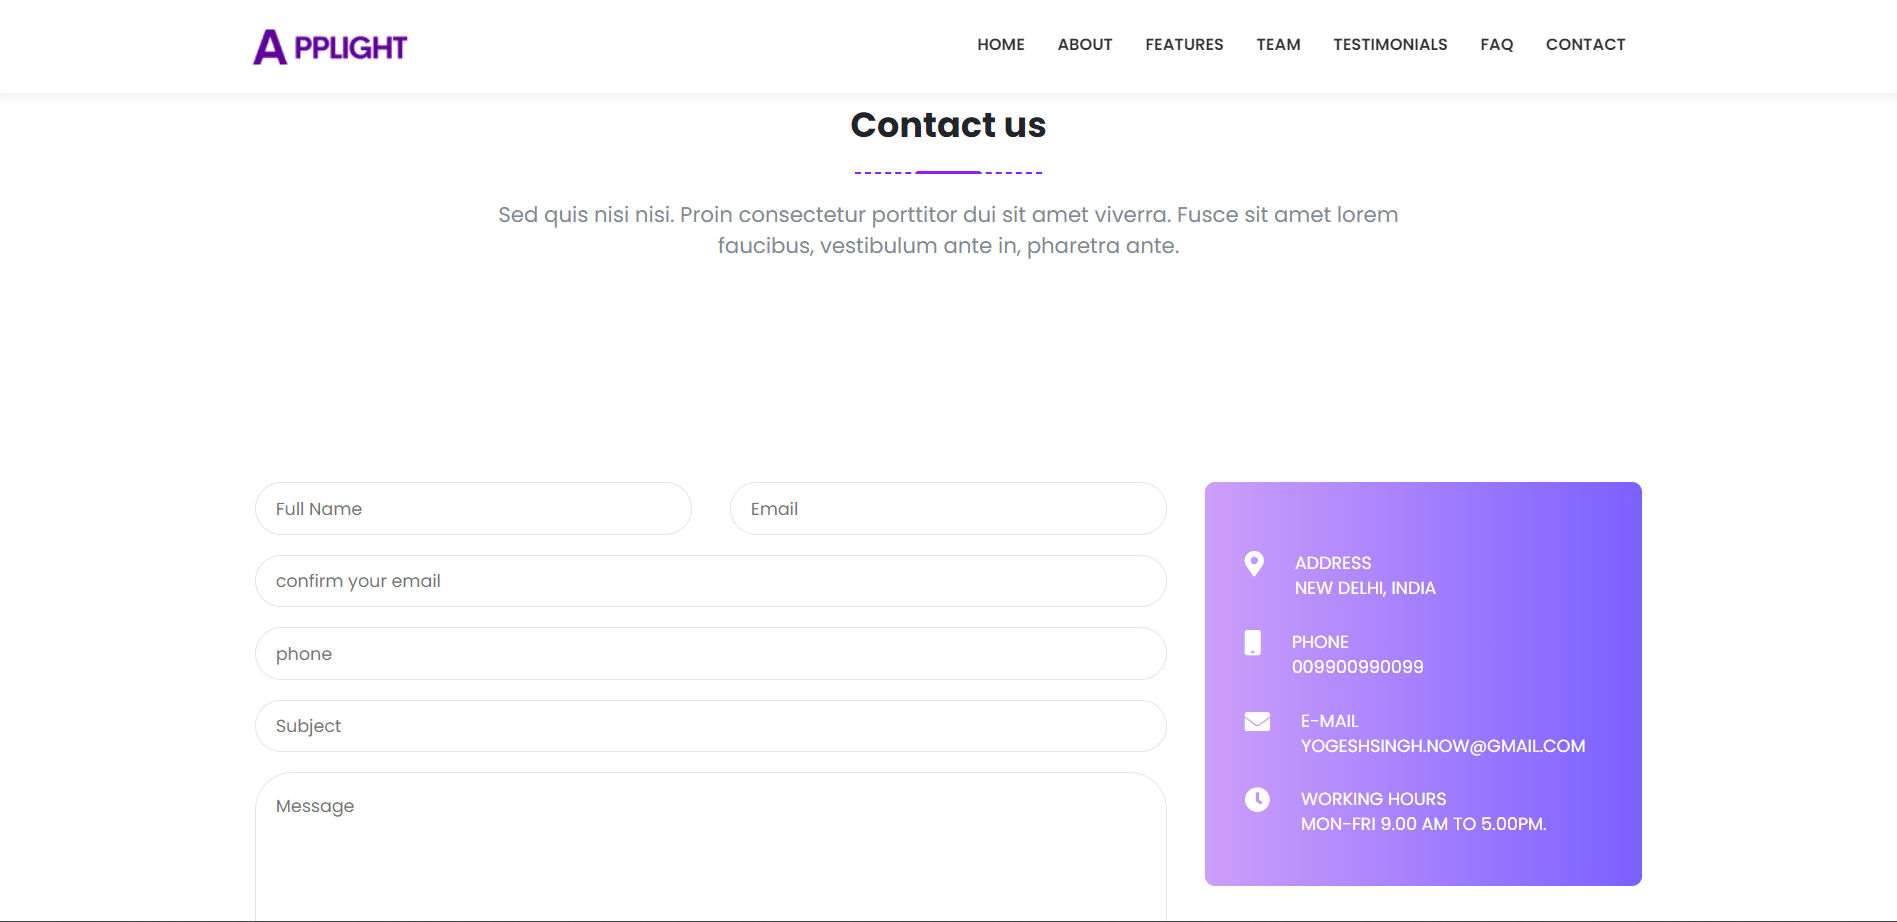 APPLIGHT
HOME ABOUT FEATURES TEAM TESTIMONIALS FAQ CONTACT
Contact us
Sed quis nisi nisi. Proin consectetur porttitor dui sit amet viverra. Fusce sit amet lorem
faucibus, vestibulum ante in, pharetra ante.
Full Name
Email
confirm your email
phone
Subject
Message
ADDRESS
NEW DELHI, INDIA
PHONE
009900990099
E-MAIL
YOGESHSINGH.NOW@GMAIL.COM
WORKING HOURS
MON-FRI 9.00 AM TO 5.00PM.